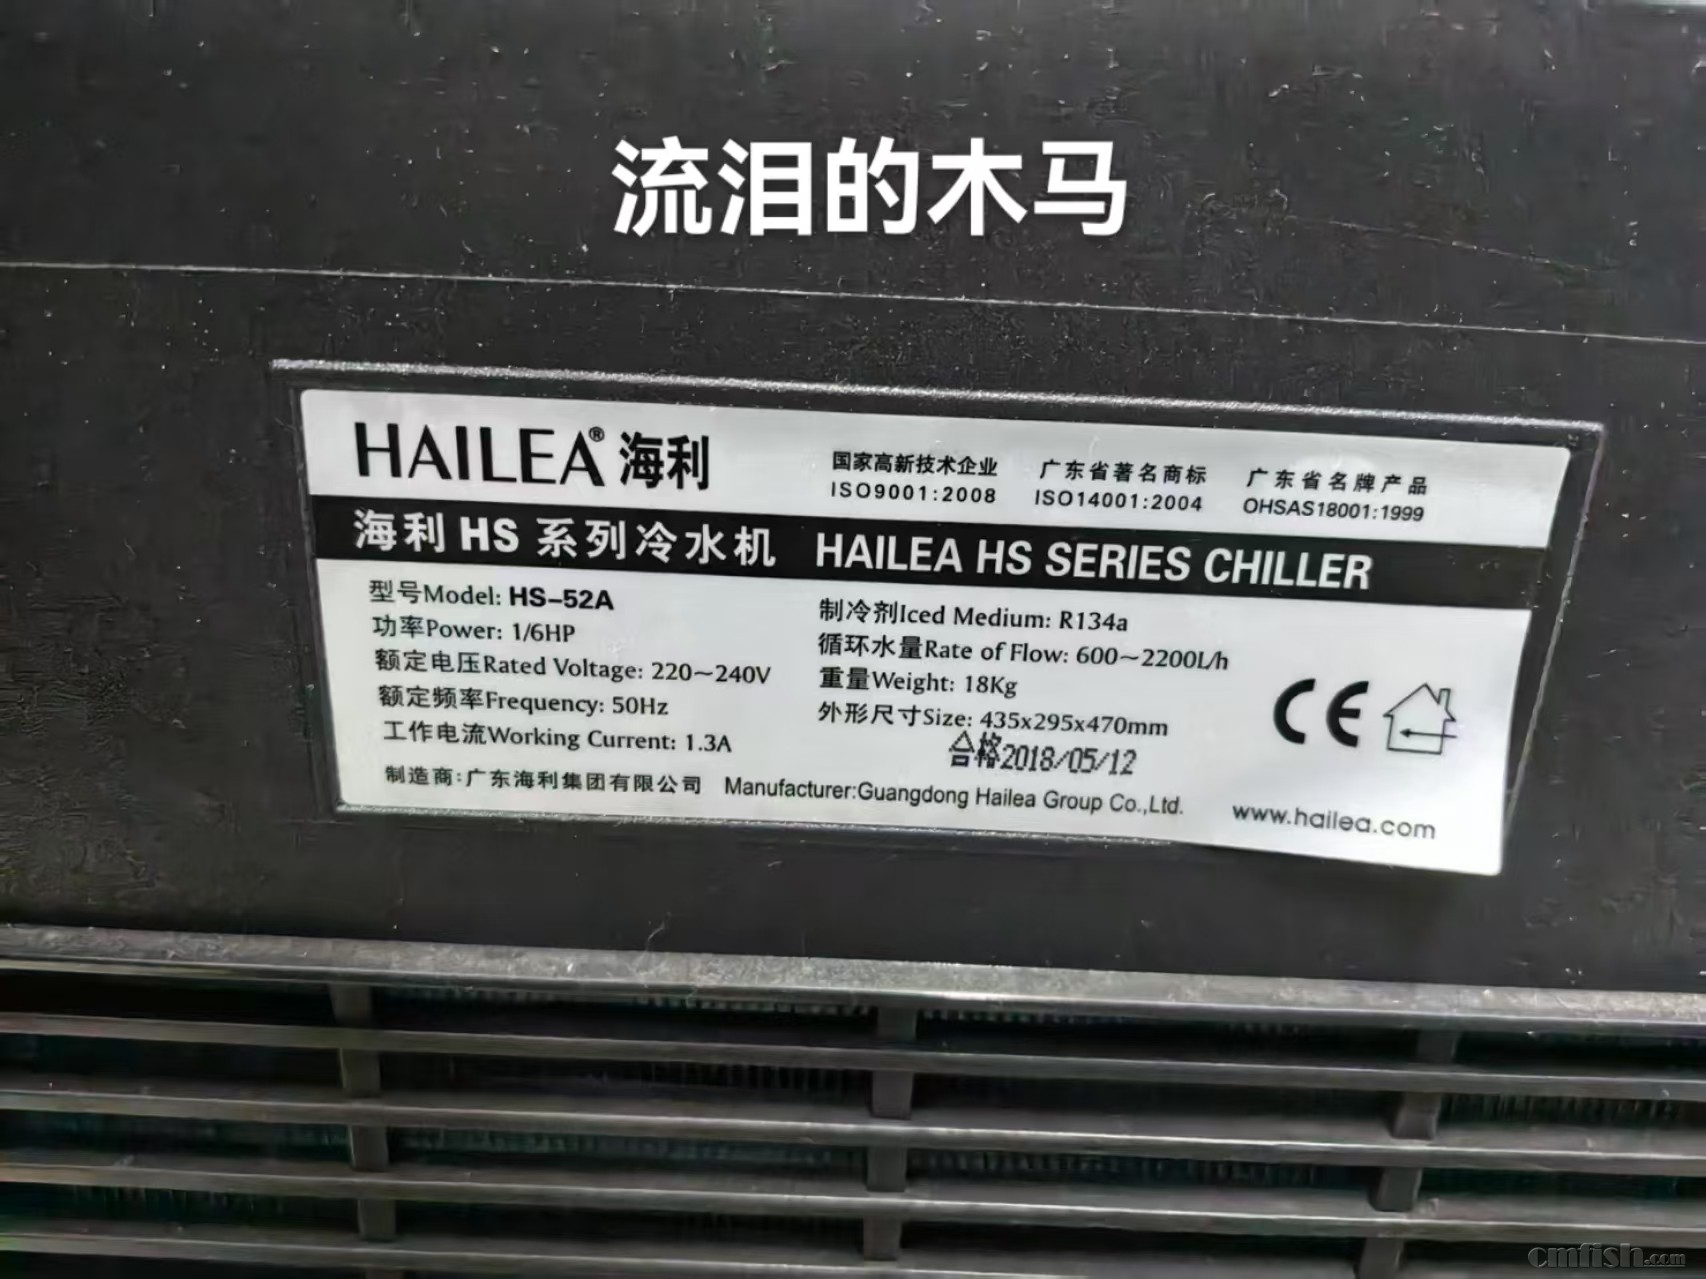 流泪的木马
HAILEA® 海利
国家高新技术企业 广东省著名商标 广东省名牌产品
ISO9001:2008 ISO14001:2004 OHSAS18001:1999
海利 HS 系列冷水机 HAILEA HS SERIES CHILLER
型号Model: HS-52A
功率Power: 1/6HP
额定电压Rated Voltage: 220~240V
额定频率Frequency: 50Hz
工作电流Working Current: 1.3A
制冷剂Iced Medium: R134a
循环水量Rate of Flow: 600~2200L/h
重量Weight: 18Kg
外形尺寸Size: 435x295x470mm
合格2018/05/12
CE
制造商:广东海利集团有限公司 Manufacturer:Guangdong Hailea Group Co.,Ltd.
www.hailea.com
cmfish.com